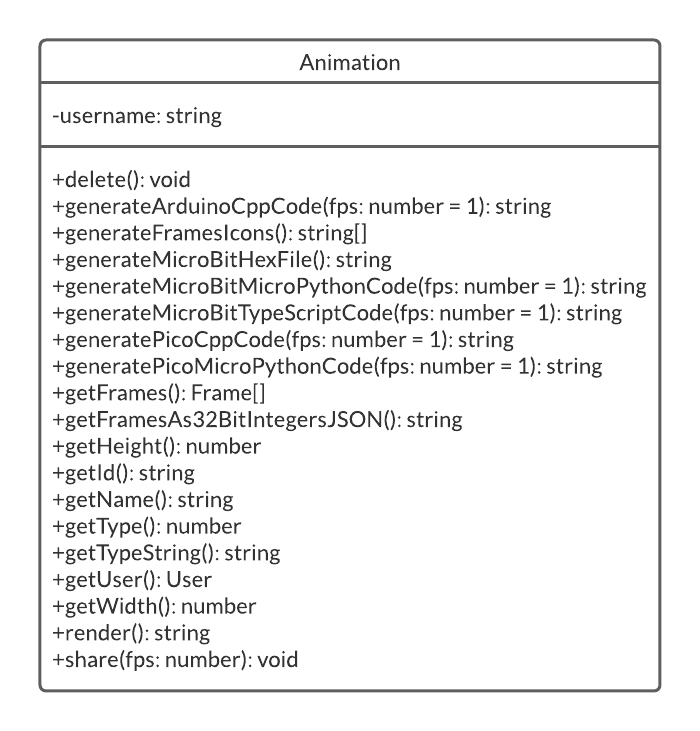 Animation
-username: string
+delete(): void
+generateArduinoCppCode(fps: number = 1): string
+generateFramesIcons(): string[]
+generateMicroBitHexFile(): string
+generateMicroBitMicroPythonCode(fps: number = 1): string
+generateMicroBitTypeScriptCode(fps: number = 1): string
+generatePicoCppCode(fps: number = 1): string
+generatePicoMicroPythonCode(fps: number = 1): string
+getFrames(): Frame[]
+getFramesAs32BitIntegersJSON(): string
+getHeight(): number
+getId(): string
+getName(): string
+getType(): number
+getTypeString(): string
+getUser(): User
+getWidth(): number
+render(): string
+share(fps: number): void